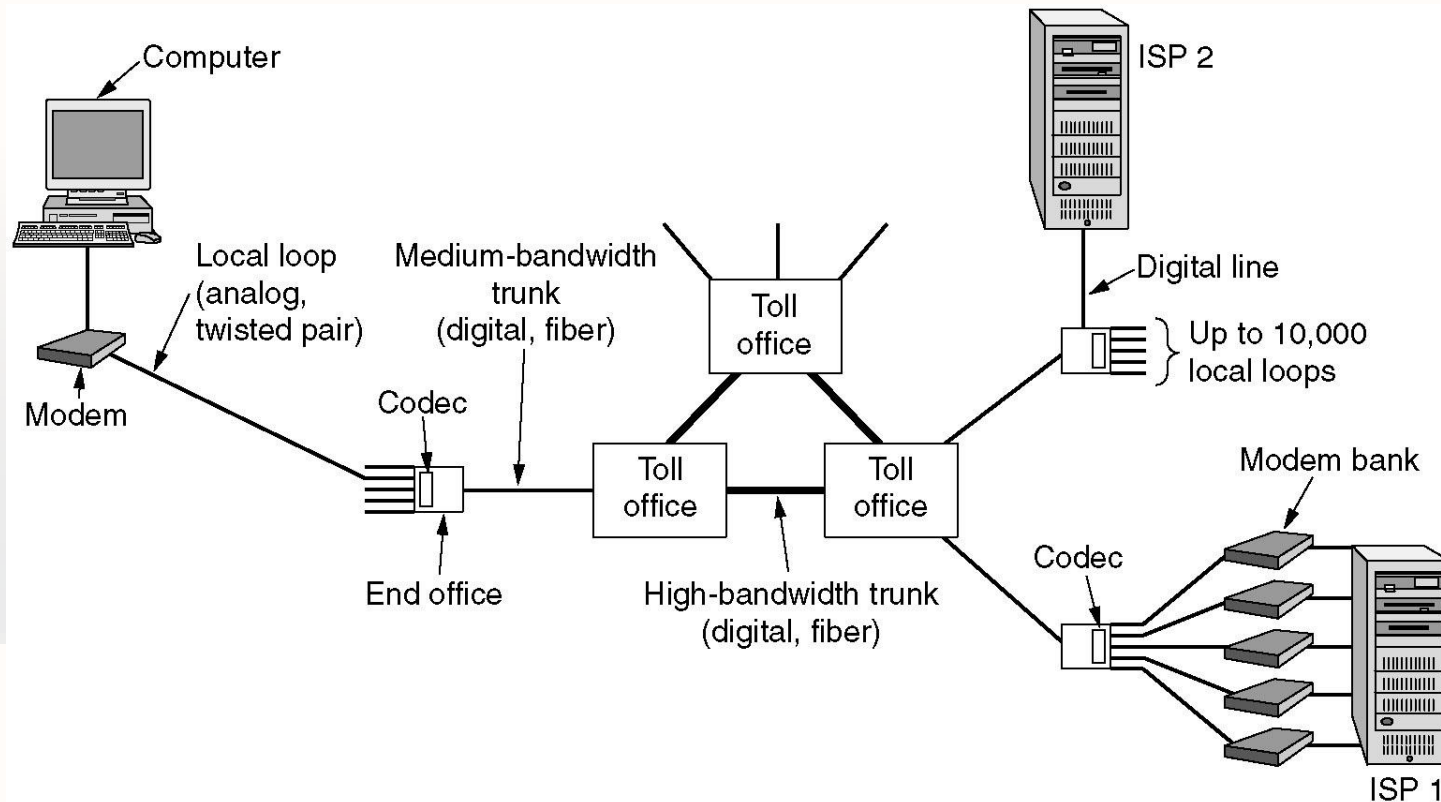 Computer
ISP 2
Local loop
(analog,
twisted pair)
Medium-bandwidth
trunk
(digital, fiber)
Toll
office
Digital line
Up to 10,000
local loops
Modem
Codec
Toll
office
Toll
office
Modem bank
End office
High-bandwidth trunk
(digital, fiber)
Codec
ISP 1